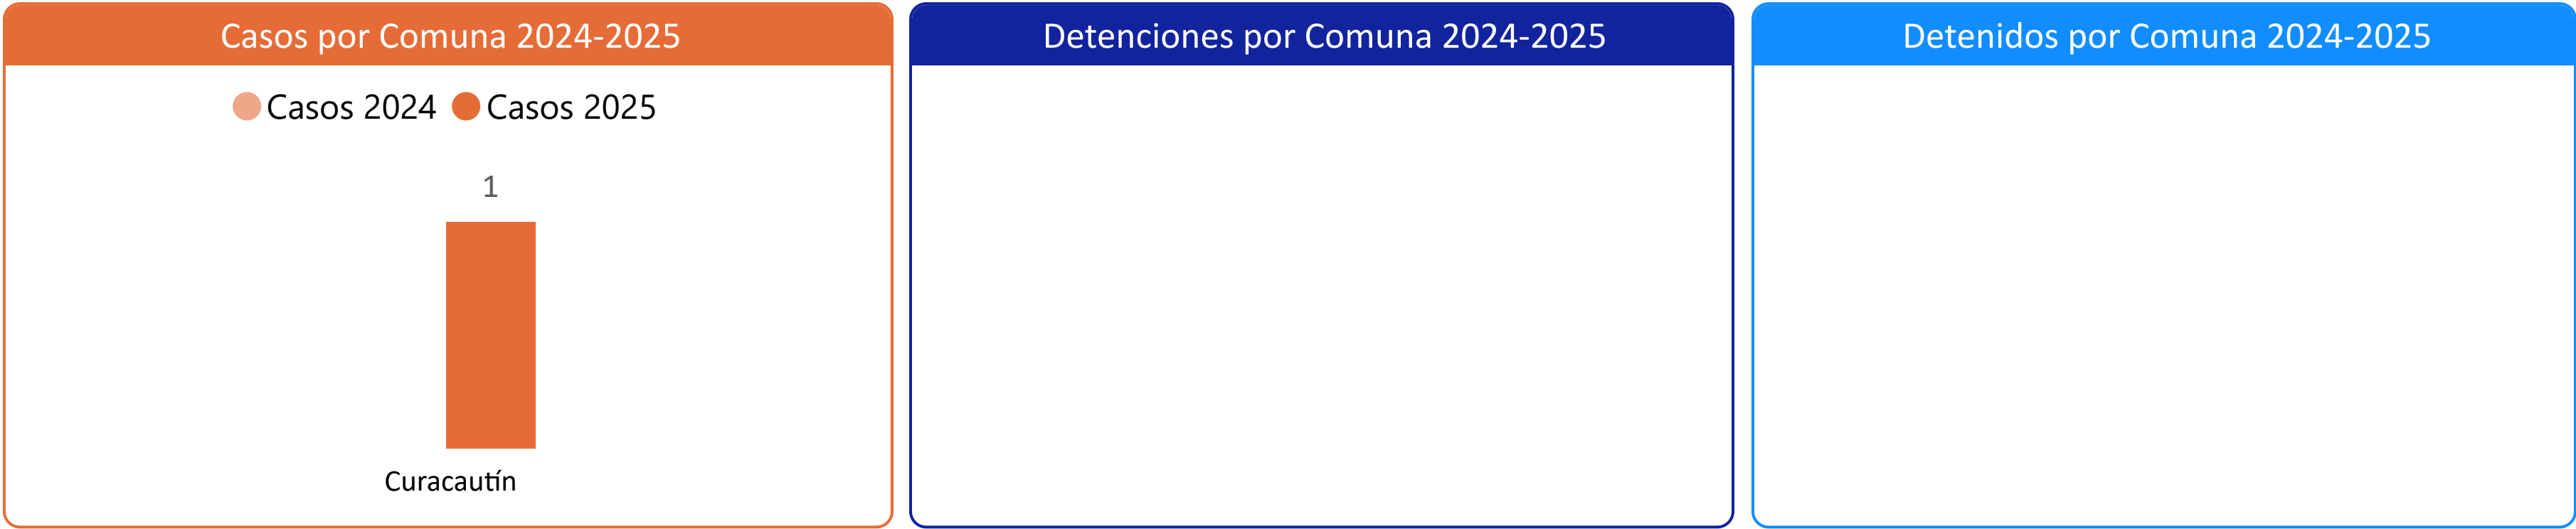 Casos por Comuna 2024-2025
Casos 2024 Casos 2025
1
Curacautín
Detenciones por Comuna 2024-2025
Detenidos por Comuna 2024-2025